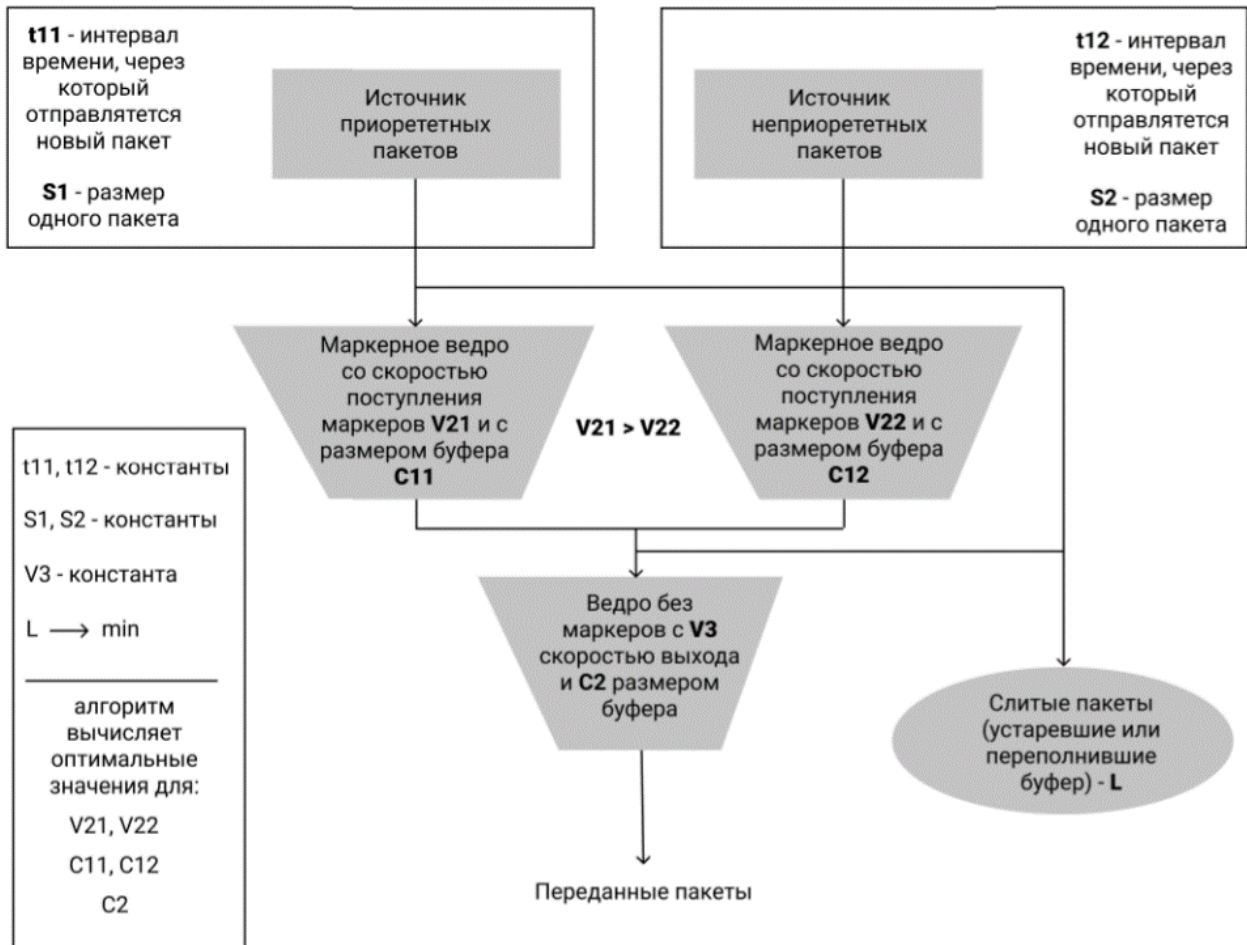 t11 - интервал
времени, через
который
отправлятется
новый пакет
S1 - размер
одного пакета
Источник
приорететных
пакетов
Источник
неприорететных
пакетов
t12 - интервал
времени, через
который
отправлятется
новый пакет
S2 - размер
одного пакета
Маркерное ведро
со скоростью
поступления
маркеров V21 и с
размером буфера
C11
V21 > V22
Маркерное ведро
со скоростью
поступления
маркеров V22 и с
размером буфера
C12
t11, t12 - константы
S1, S2 - константы
V3 - константа
L ⟶ min
алгоритм
вычисляет
оптимальные
значения для:
V21, V22
C11, C12
C2
Ведро без
маркеров с V3
скоростью выхода
и C2 размером
буфера
Слитые пакеты
(устаревшие или
переполнившие
буфер) - L
Переданные пакеты